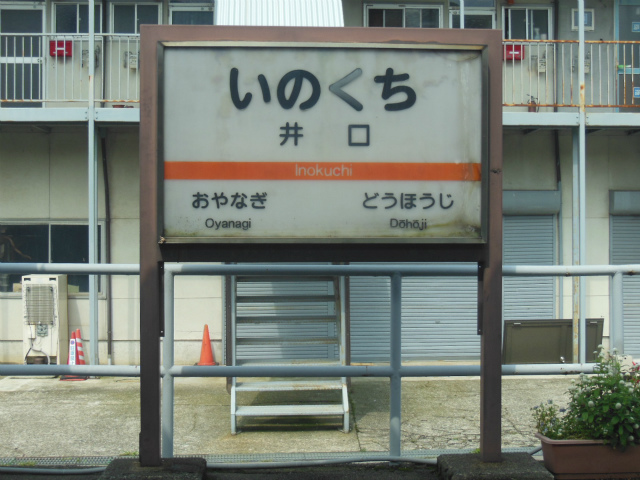 いのくち
井口
Inokuchi
おやなぎ どうほうじ
Oyanagi Dōhōji